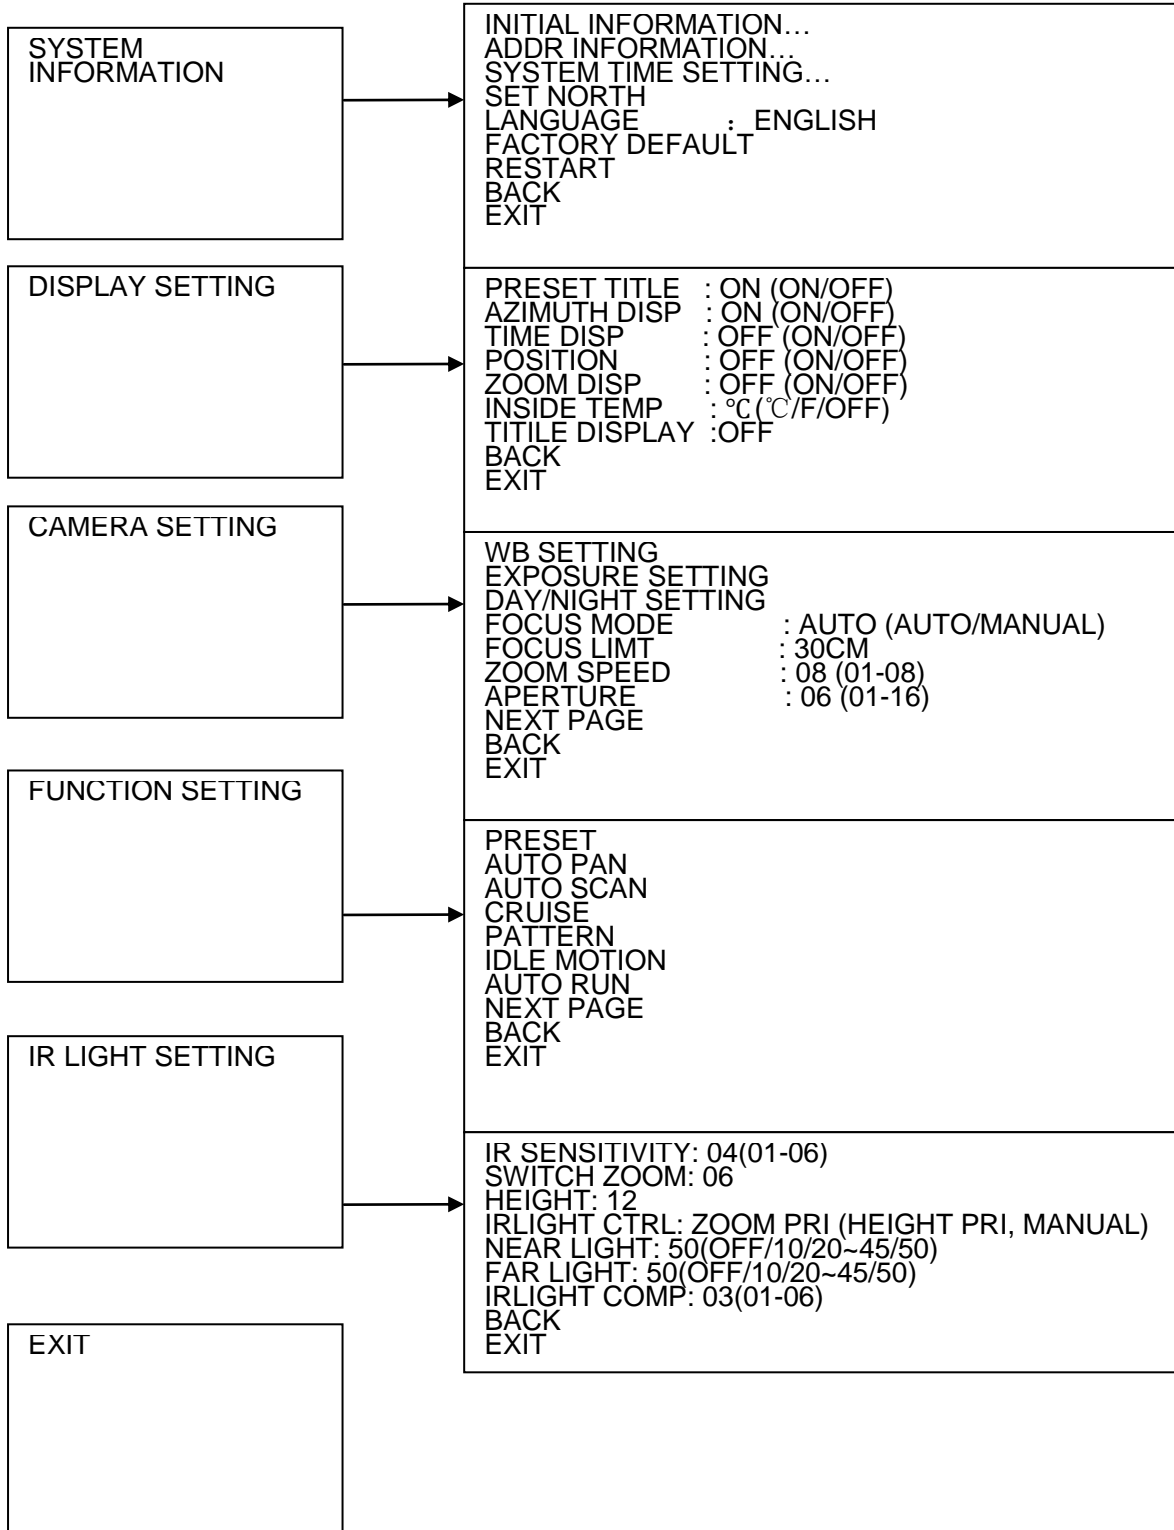 SYSTEM
INFORMATION
INITIAL INFORMATION…
ADDR INFORMATION…
SYSTEM TIME SETTING…
SET NORTH
LANGUAGE : ENGLISH
FACTORY DEFAULT
RESTART
BACK
EXIT
DISPLAY SETTING
PRESET TITLE : ON (ON/OFF)
AZIMUTH DISP : ON (ON/OFF)
TIME DISP : OFF (ON/OFF)
POSITION : OFF (ON/OFF)
ZOOM DISP : OFF (ON/OFF)
INSIDE TEMP : ℃(℃/F/OFF)
TITILE DISPLAY :OFF
BACK
EXIT
CAMERA SETTING
WB SETTING
EXPOSURE SETTING
DAY/NIGHT SETTING
FOCUS MODE : AUTO (AUTO/MANUAL)
FOCUS LIMT : 30CM
ZOOM SPEED : 08 (01-08)
APERTURE : 06 (01-16)
NEXT PAGE
BACK
EXIT
FUNCTION SETTING
PRESET
AUTO PAN
AUTO SCAN
CRUISE
PATTERN
IDLE MOTION
AUTO RUN
NEXT PAGE
BACK
EXIT
IR LIGHT SETTING
IR SENSITIVITY: 04(01-06)
SWITCH ZOOM: 06
HEIGHT: 12
IRLIGHT CTRL: ZOOM PRI (HEIGHT PRI, MANUAL)
NEAR LIGHT: 50(OFF/10/20~45/50)
FAR LIGHT: 50(OFF/10/20~45/50)
IRLIGHT COMP: 03(01-06)
BACK
EXIT
EXIT